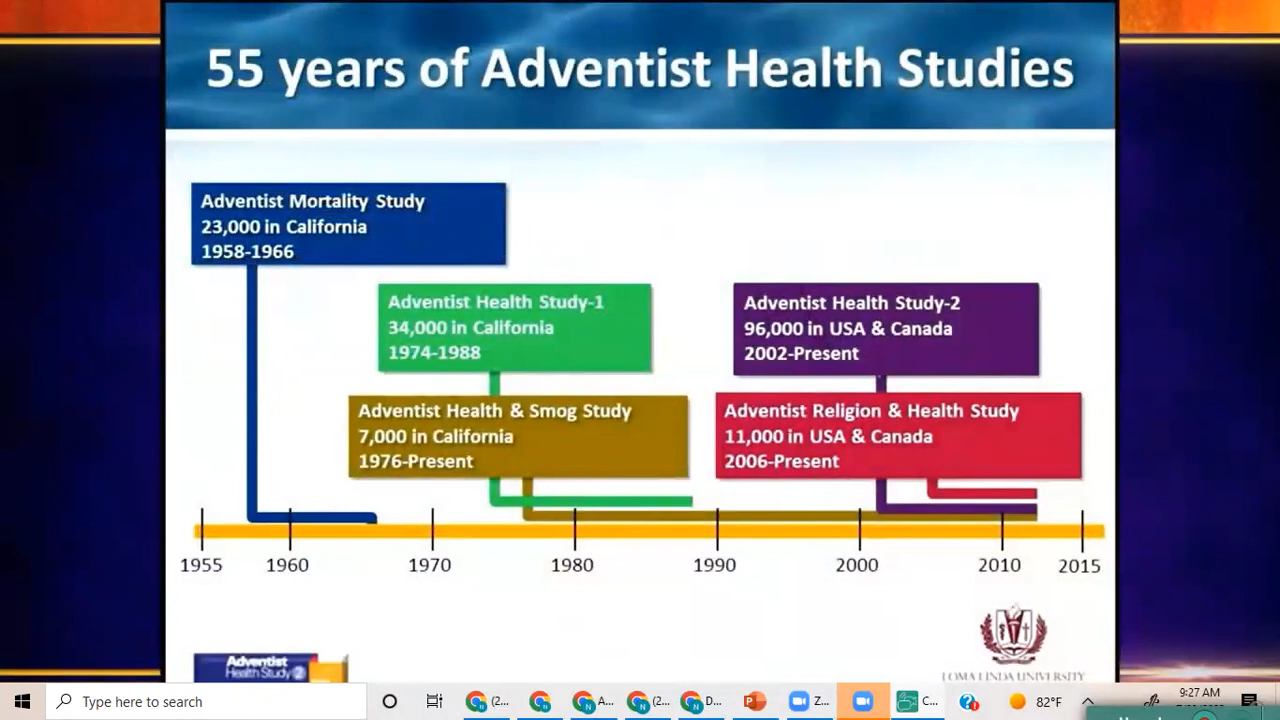 55 years of Adventist Health Studies
Adventist Mortality Study
23,000 in California
1958-1966
Adventist Health Study-1
34,000 in California
1974-1988
Adventist Health Study-2
96,000 in USA & Canada
2002-Present
Adventist Health & Smog Study
7,000 in California
1976-Present
Adventist Religion & Health Study
11,000 in USA & Canada
2006-Present
1955 1960 1970 1980 1990 2000 2010 2015
Adventist
Health Study 2
LOMA LINDA UNIVERSITY
Type here to search
(2... A... (2... D... Z... C... 82°F
9:27 AM